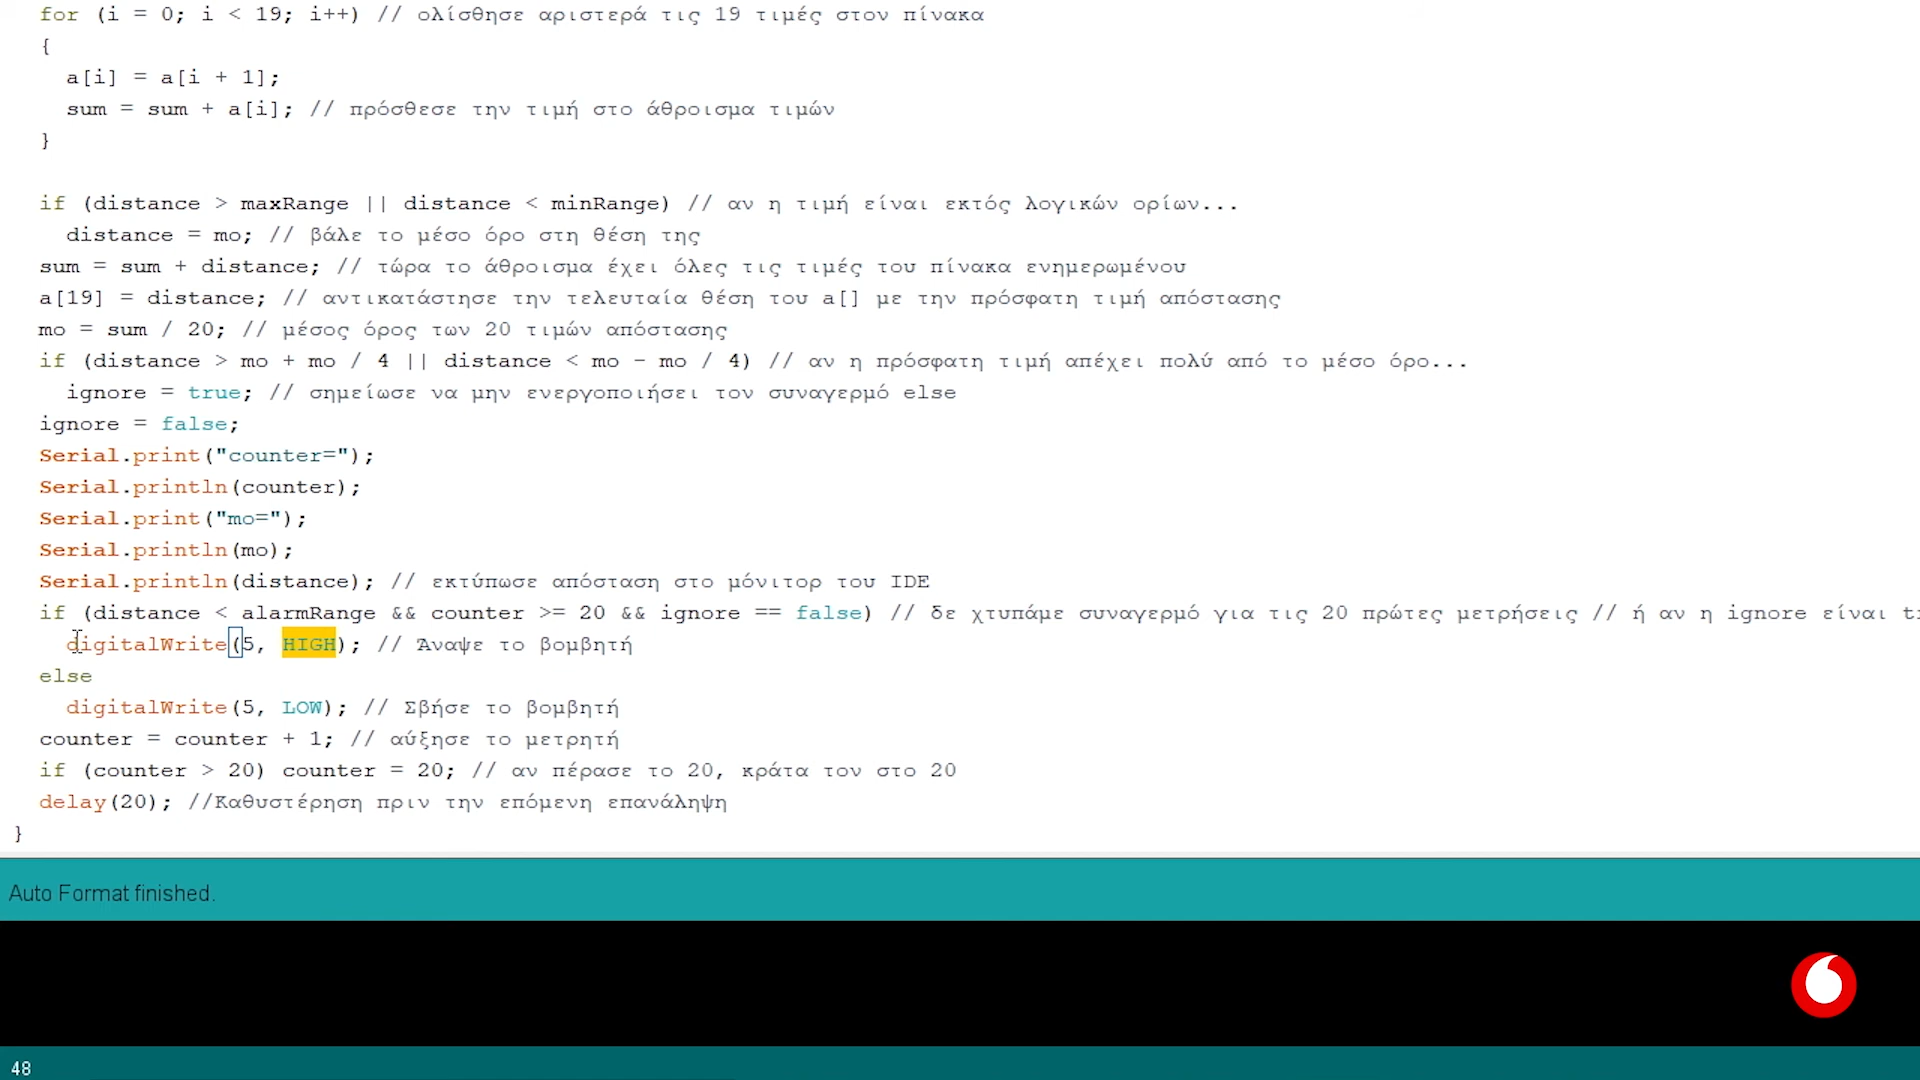 for (i = 0; i < 19; i++) // ολίσθησε αριστερά τις 19 τιμές στον πίνακα
{
a[i] = a[i + 1];
sum = sum + a[i]; // πρόσθεσε την τιμή στο άθροισμα τιμών
}
if (distance > maxRange || distance < minRange) // αν η τιμή είναι εκτός λογικών ορίων...
distance = mo; // βάλε το μέσο όρο στη θέση της
sum = sum + distance; // τώρα το άθροισμα έχει όλες τις τιμές του πίνακα ενημερωμένου
a[19] = distance; // αντικατάστησε την τελευταία θέση του a[] με την πρόσφατη τιμή απόστασης
mo = sum / 20; // μέσος όρος των 20 τιμών απόστασης
if (distance > mo + mo / 4 || distance < mo - mo / 4) // αν η πρόσφατη τιμή απέχει πολύ από το μέσο όρο...
ignore = true; // σημείωσε να μην ενεργοποιήσει τον συναγερμό else
ignore = false;
Serial.print("counter=");
Serial.println(counter);
Serial.print("mo=");
Serial.println(mo);
Serial.println(distance); // εκτύπωσε απόσταση στο μόνιτορ του IDE
if (distance < alarmRange && counter >= 20 && ignore == false) // δε χτυπάμε συναγερμό για τις 20 πρώτες μετρήσεις // ή αν η ignore είναι
digitalWrite(5, HIGH); // Άναψε το βομβητή
else
digitalWrite(5, LOW); // Σβήσε το βομβητή
counter = counter + 1; // αύξησε το μετρητή
if (counter > 20) counter = 20; // αν πέρασε το 20, κράτα τον στο 20
delay(20); //Καθυστέρηση πριν την επόμενη επανάληψη
}
Auto Format finished.
48